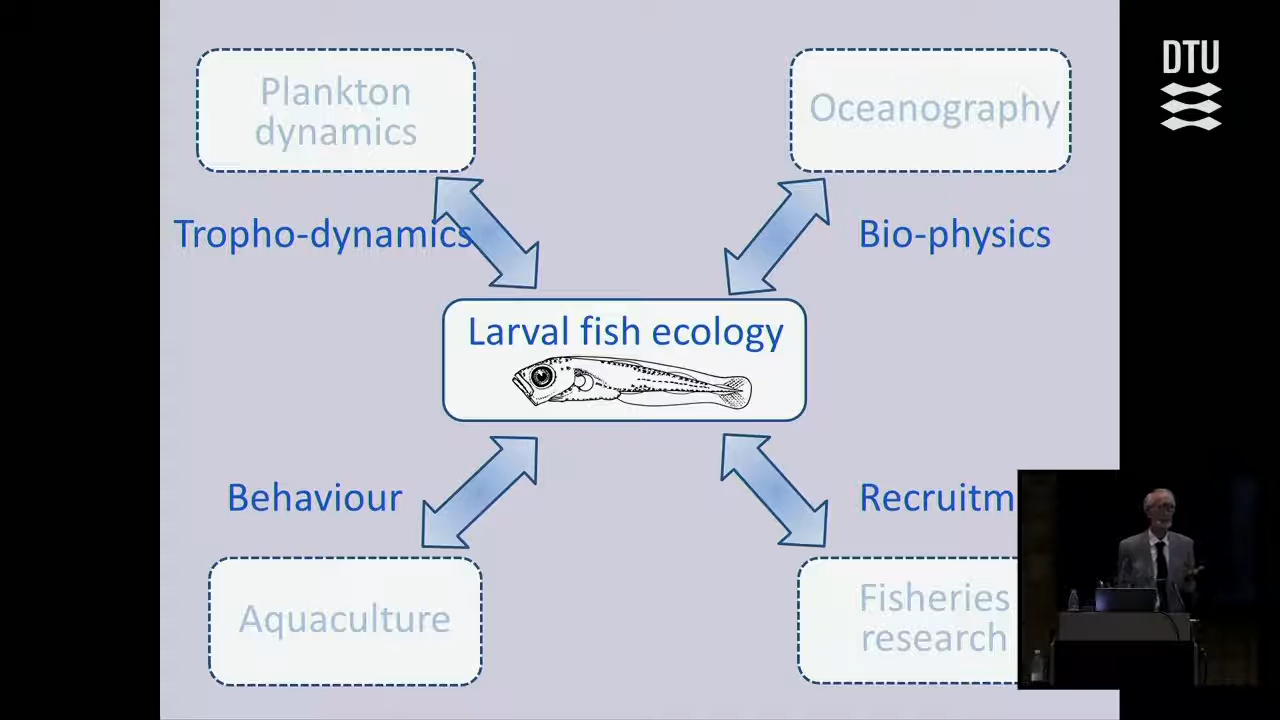 Plankton
dynamics
Oceanography
DTU
Tropho-dynamics
Bio-physics
Larval fish ecology
Behaviour
Recruitm
Aquaculture
Fisheries
research